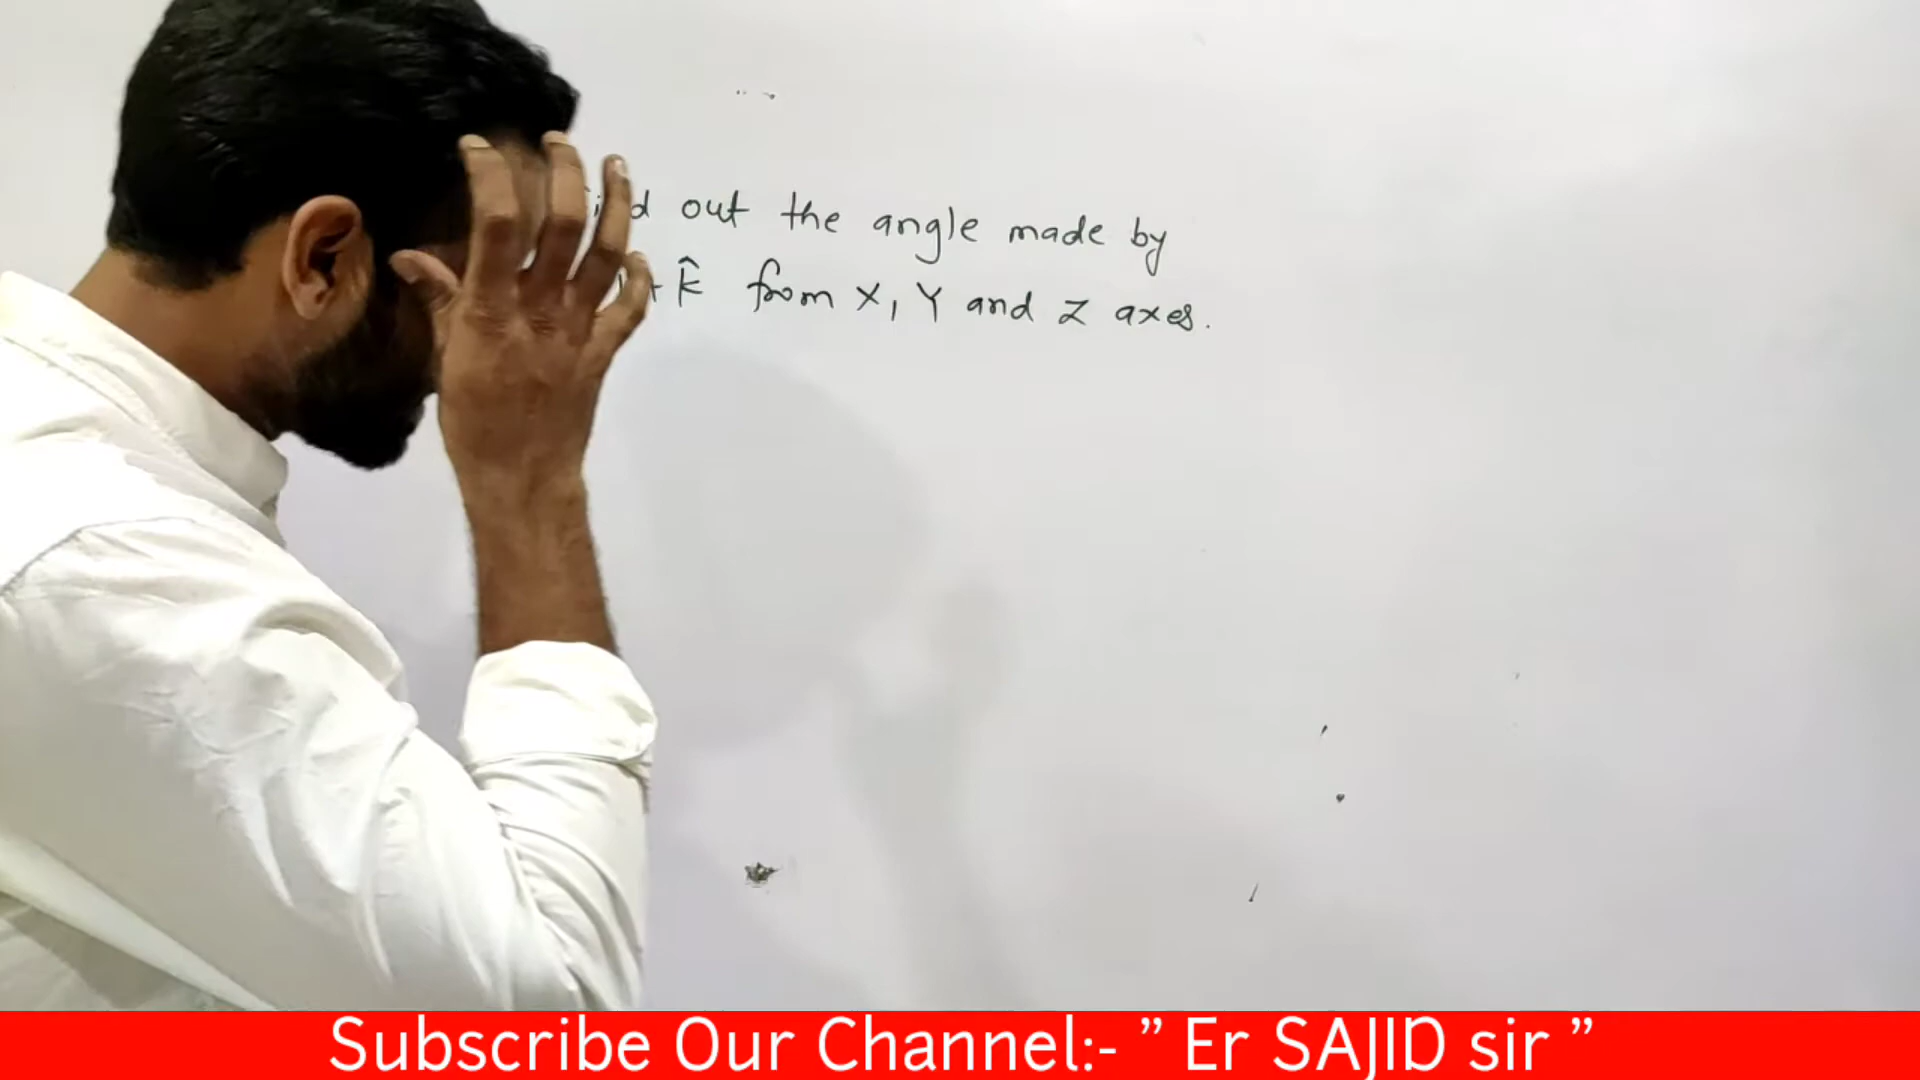 out the angle made by
+ k̂ from X, Y and Z axes.
Subscribe Our Channel:- ” Er SAJID sir ”